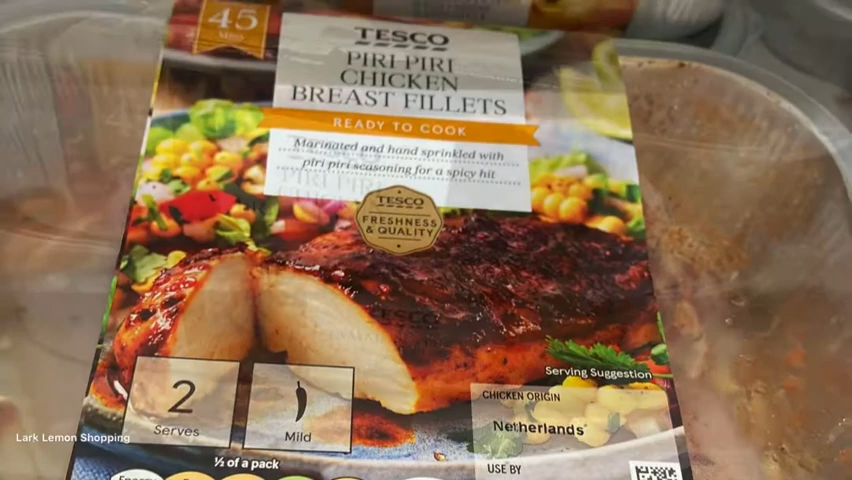 45
MINS
TESCO
PIRI PIRI
CHICKEN
BREAST FILLETS
READY TO COOK
Marinated and hand sprinkled with
piri piri seasoning for a spicy hit
TESCO
FRESHNESS
& QUALITY
Serving Suggestion
2
Serves
Mild
CHICKEN ORIGIN
Netherlands
USE BY
Lark Lemon Shopping
½ of a pack